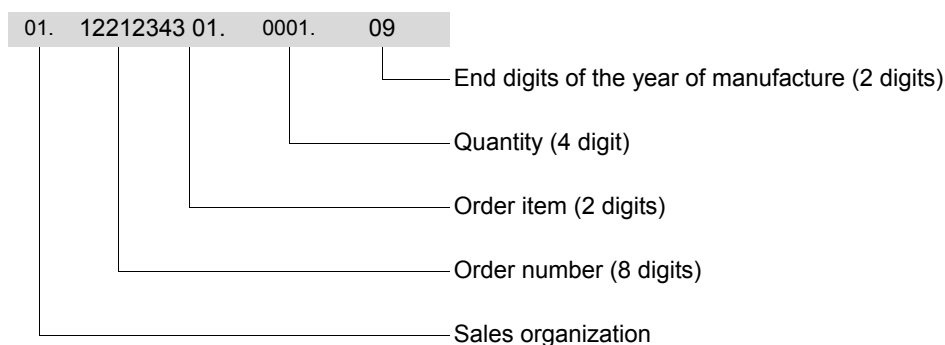 01. 12212343 01. 0001. 09
End digits of the year of manufacture (2 digits)
Quantity (4 digit)
Order item (2 digits)
Order number (8 digits)
Sales organization